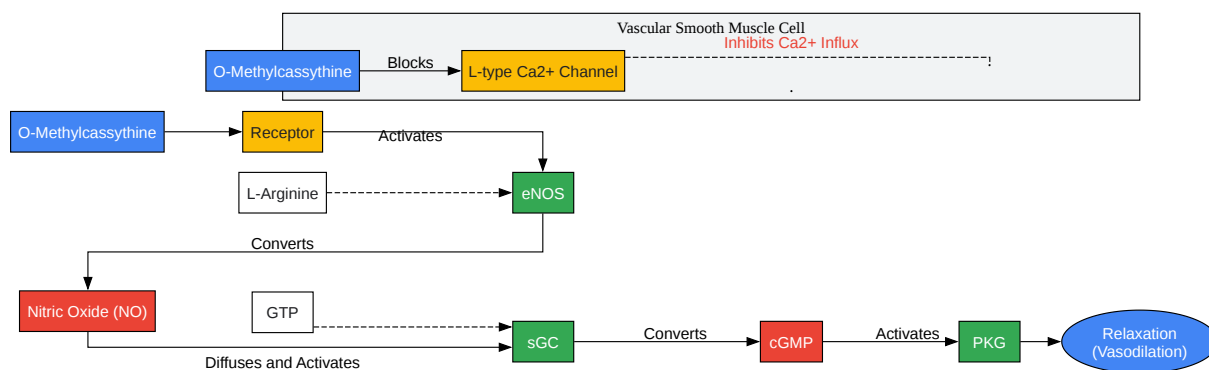 Vascular Smooth Muscle Cell
Inhibits Ca2+ Influx
O-Methylcassythine
Blocks
L-type Ca2+ Channel
O-Methylcassythine
Receptor
Activates
L-Arginine
eNOS
Converts
Nitric Oxide (NO)
GTP
Diffuses and Activates
sGC
Converts
cGMP
Activates
PKG
Relaxation
(Vasodilation)